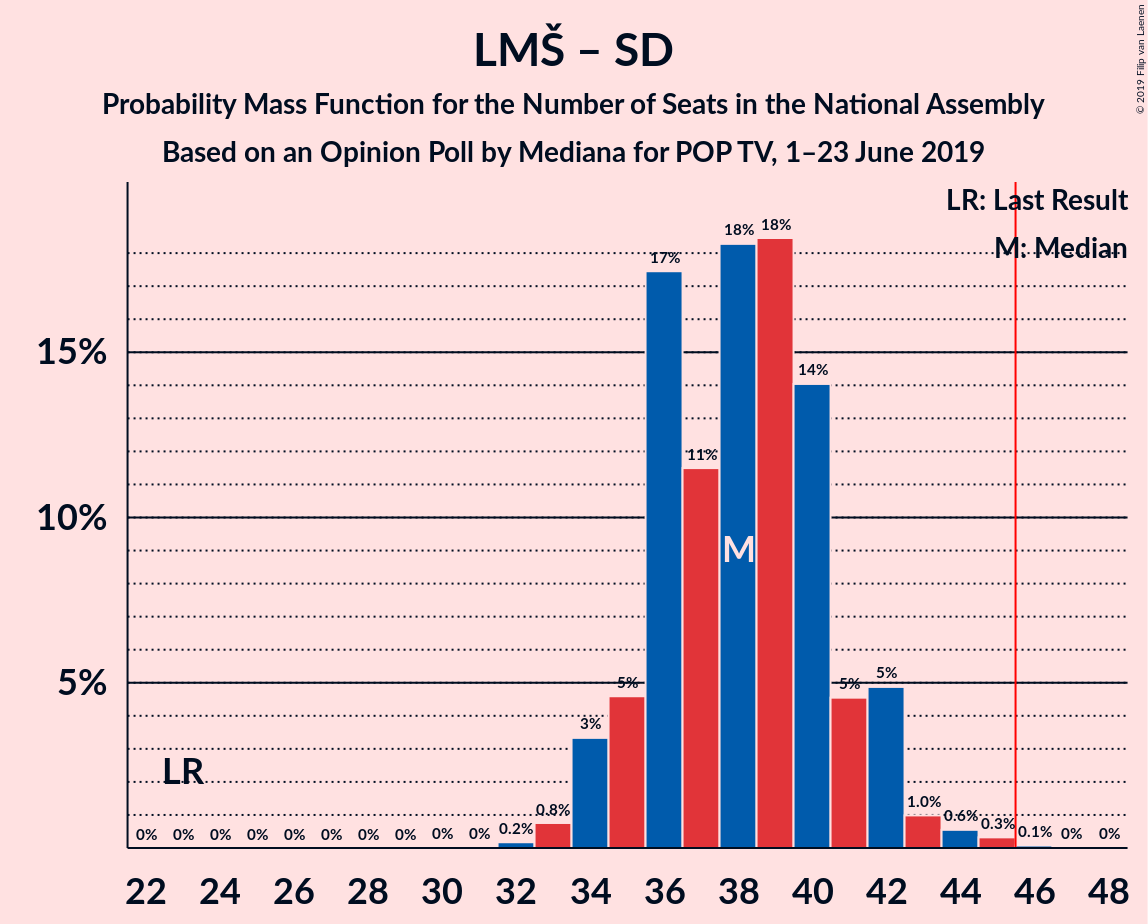 LMŠ – SD
Probability Mass Function for the Number of Seats in the National Assembly
Based on an Opinion Poll by Mediana for POP TV, 1–23 June 2019
© 2019 Filip van Laenen
LR: Last Result
M: Median
15%
10%
5%
LR
M
0% 0% 0% 0% 0% 0% 0% 0% 0% 0% 0.2% 0.8% 3% 5% 17% 11% 18% 18% 14% 5% 5% 1.0% 0.6% 0.3% 0.1% 0% 0%
22 24 26 28 30 32 34 36 38 40 42 44 46 48